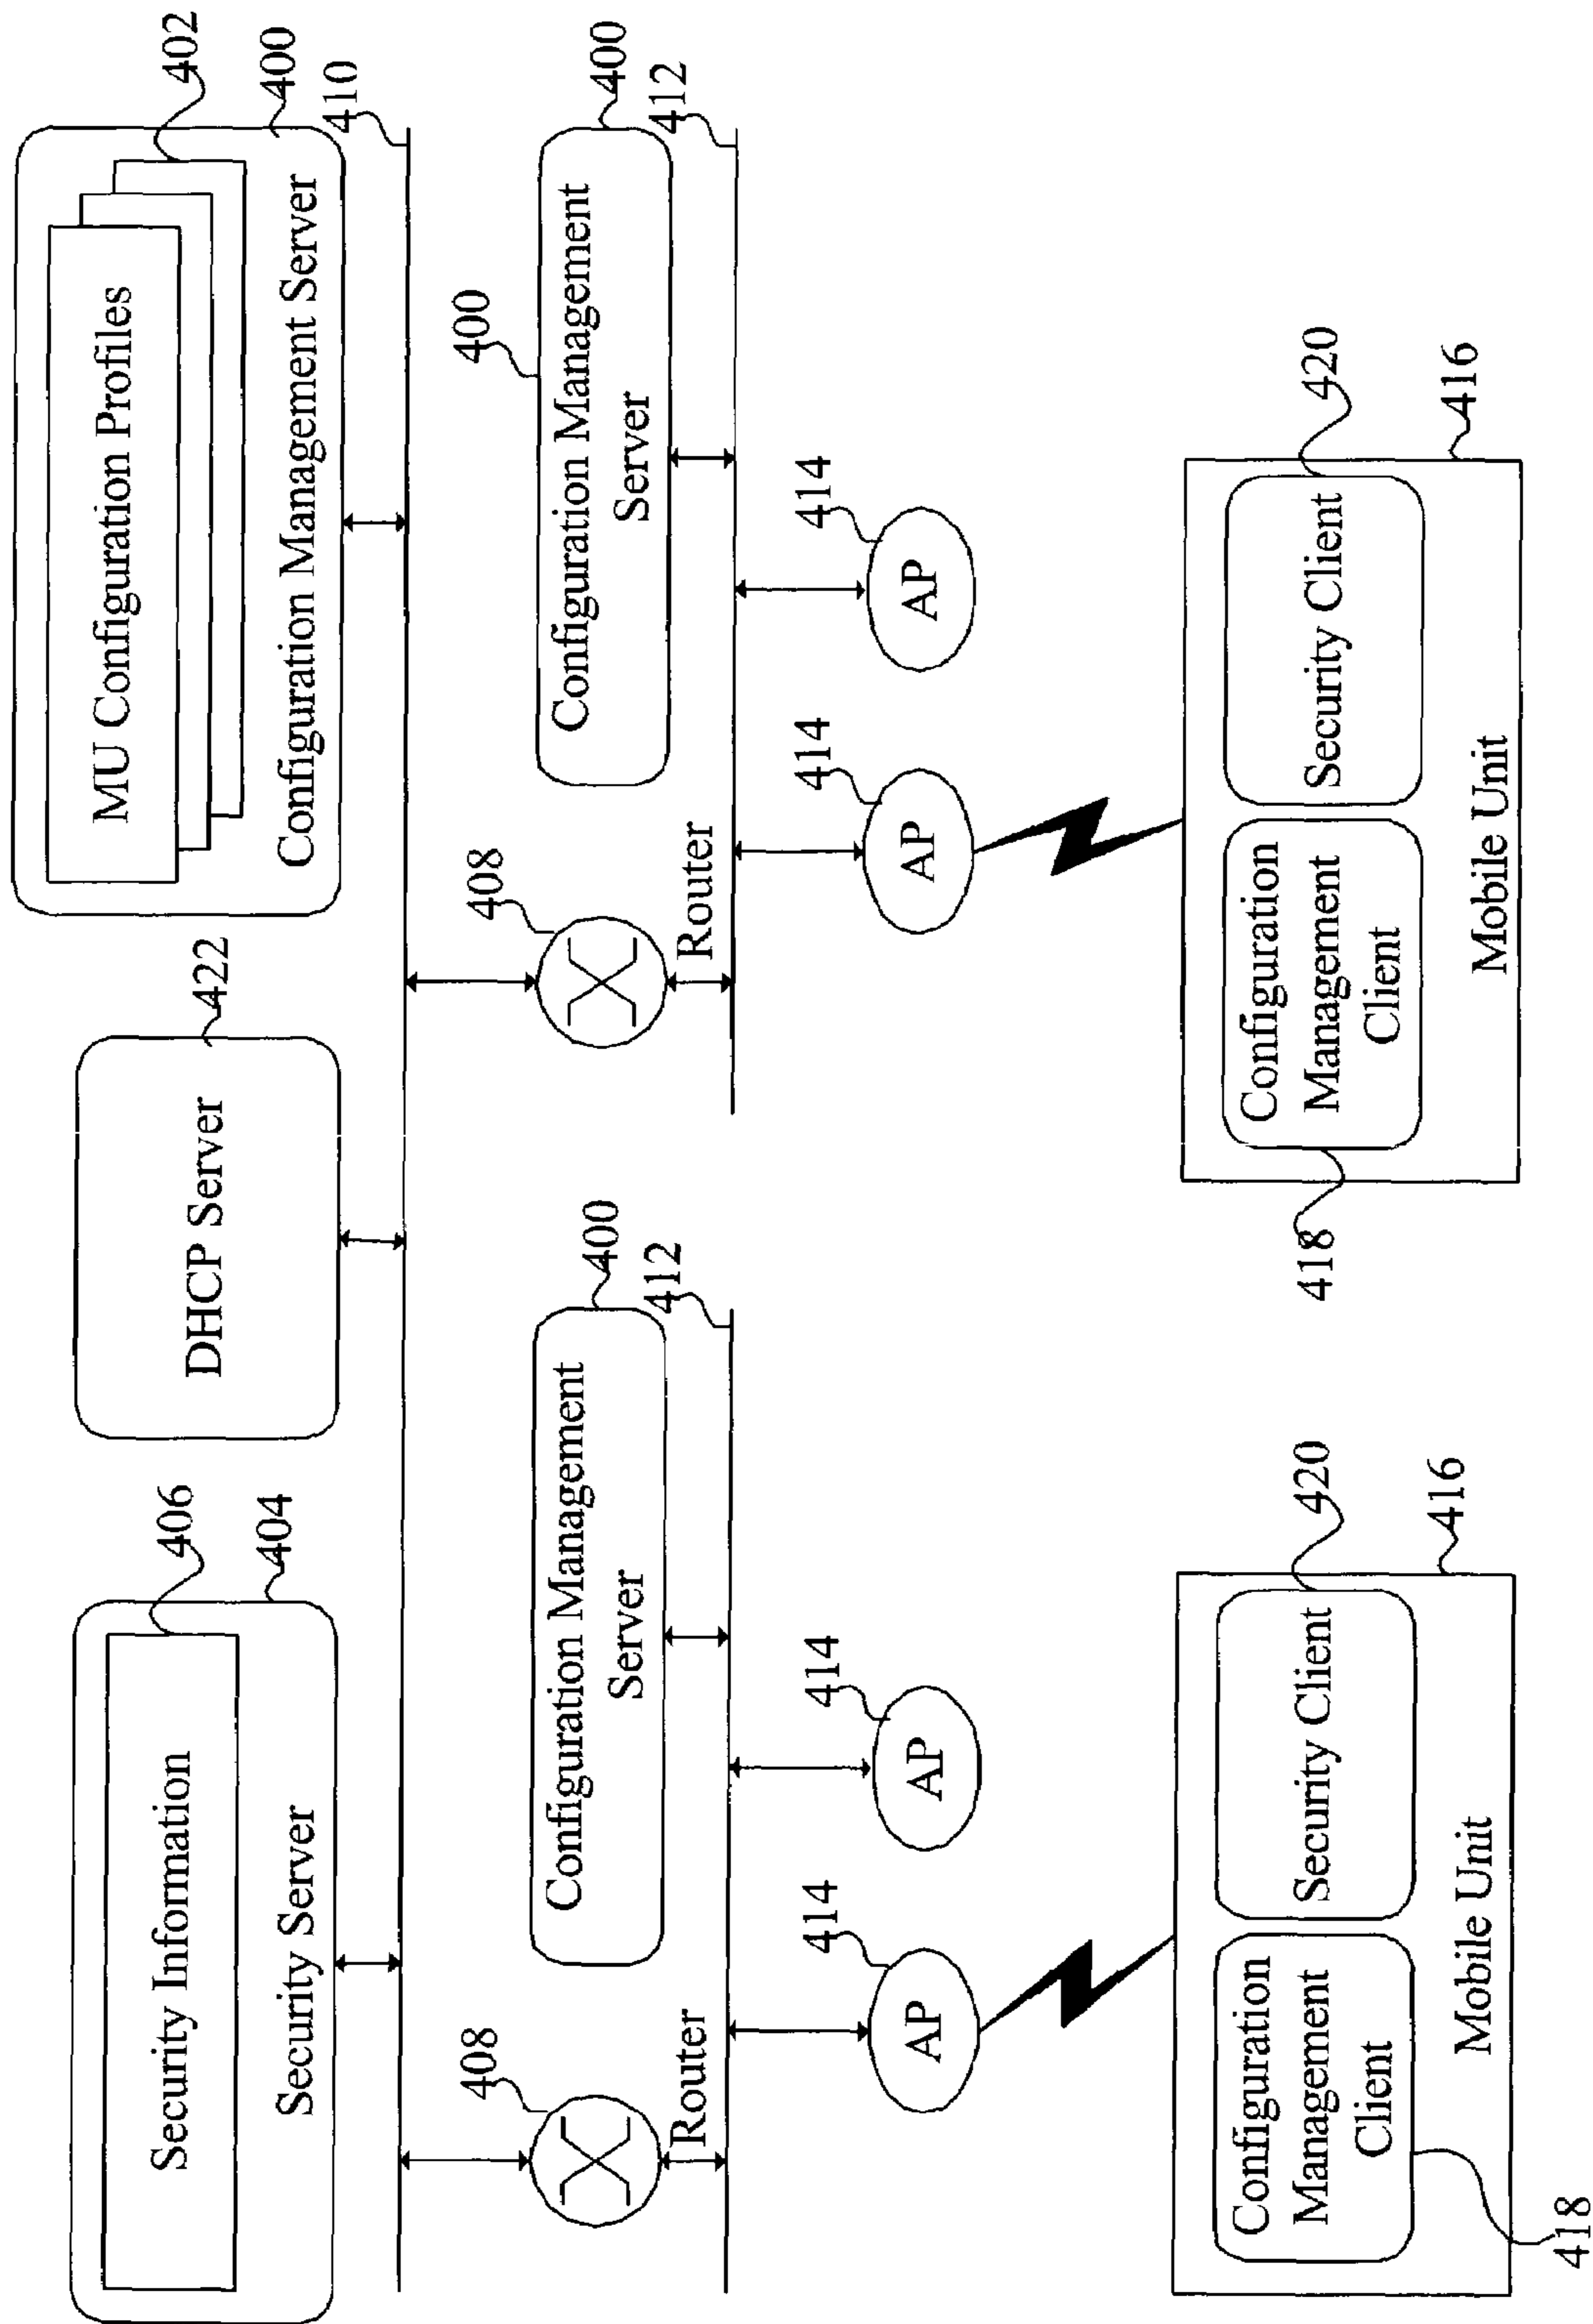 Security Information
406
Security Server
404
DHCP Server
422
MU Configuration Profiles
402
Configuration Management Server
400
410
408
Router
Configuration Management
Server
400
412
408
Router
400
Configuration Management
Server
400
412
414
AP
414
AP
414
AP
414
AP
Configuration
Management
Client
Security Client
420
Mobile Unit
416
418
Configuration
Management
Client
Security Client
420
Mobile Unit
416
418